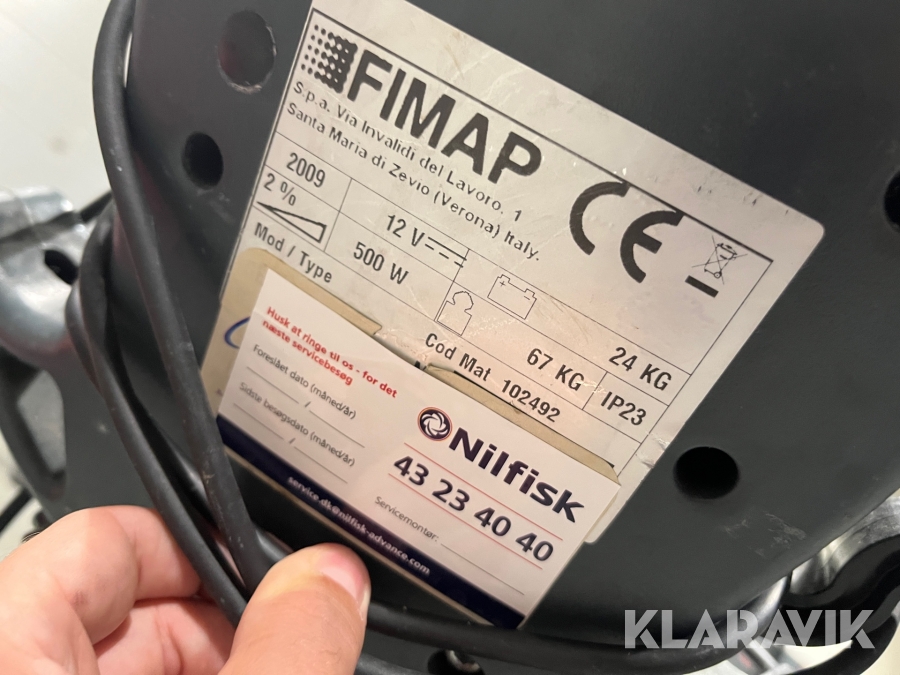 FIMAP
S.p.a. Via Invalidi del Lavoro, 1
Santa Maria di Zevio (Verona) Italy.
CE
2009
12 V
24 KG
2 %
500 W
67 KG
IP23
Mod / Type
Cod Mat 102492
Husk at ringe til os - for det
næste servicebesøg
Foreslået dato (måned/år)
/
Sidste besøgsdato (måned/år)
/
Nilfisk
43 23 40 40
Servicemontør:
service.dk@nilfisk-advance.com
KLARAVIK